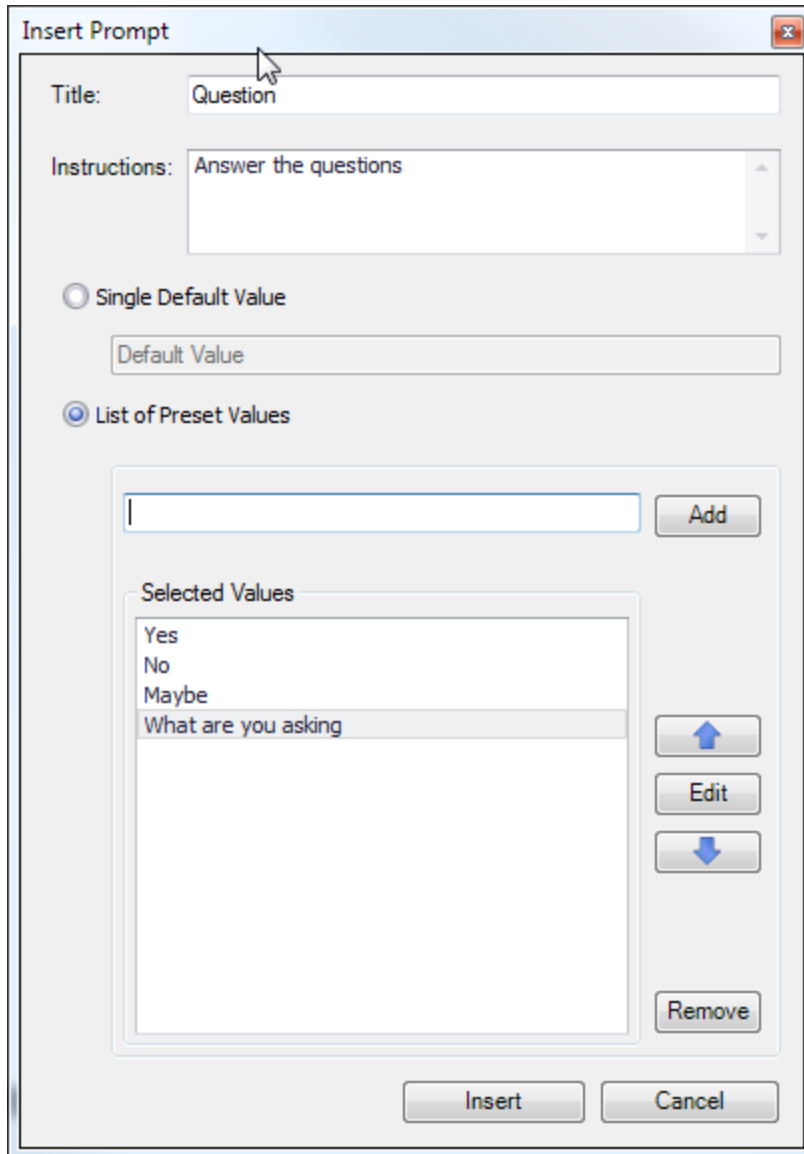 Insert Prompt
Title: Question
Instructions: Answer the questions
Single Default Value
Default Value
List of Preset Values
Add
Selected Values
Yes
No
Maybe
What are you asking
Edit
Remove
Insert Cancel